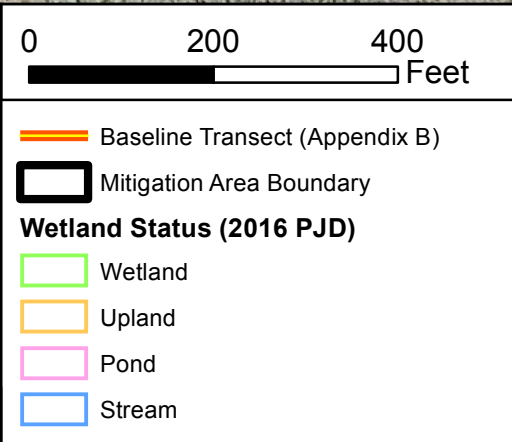 0 200 400
Feet
Baseline Transect (Appendix B)
Mitigation Area Boundary
Wetland Status (2016 PJD)
Wetland
Upland
Pond
Stream